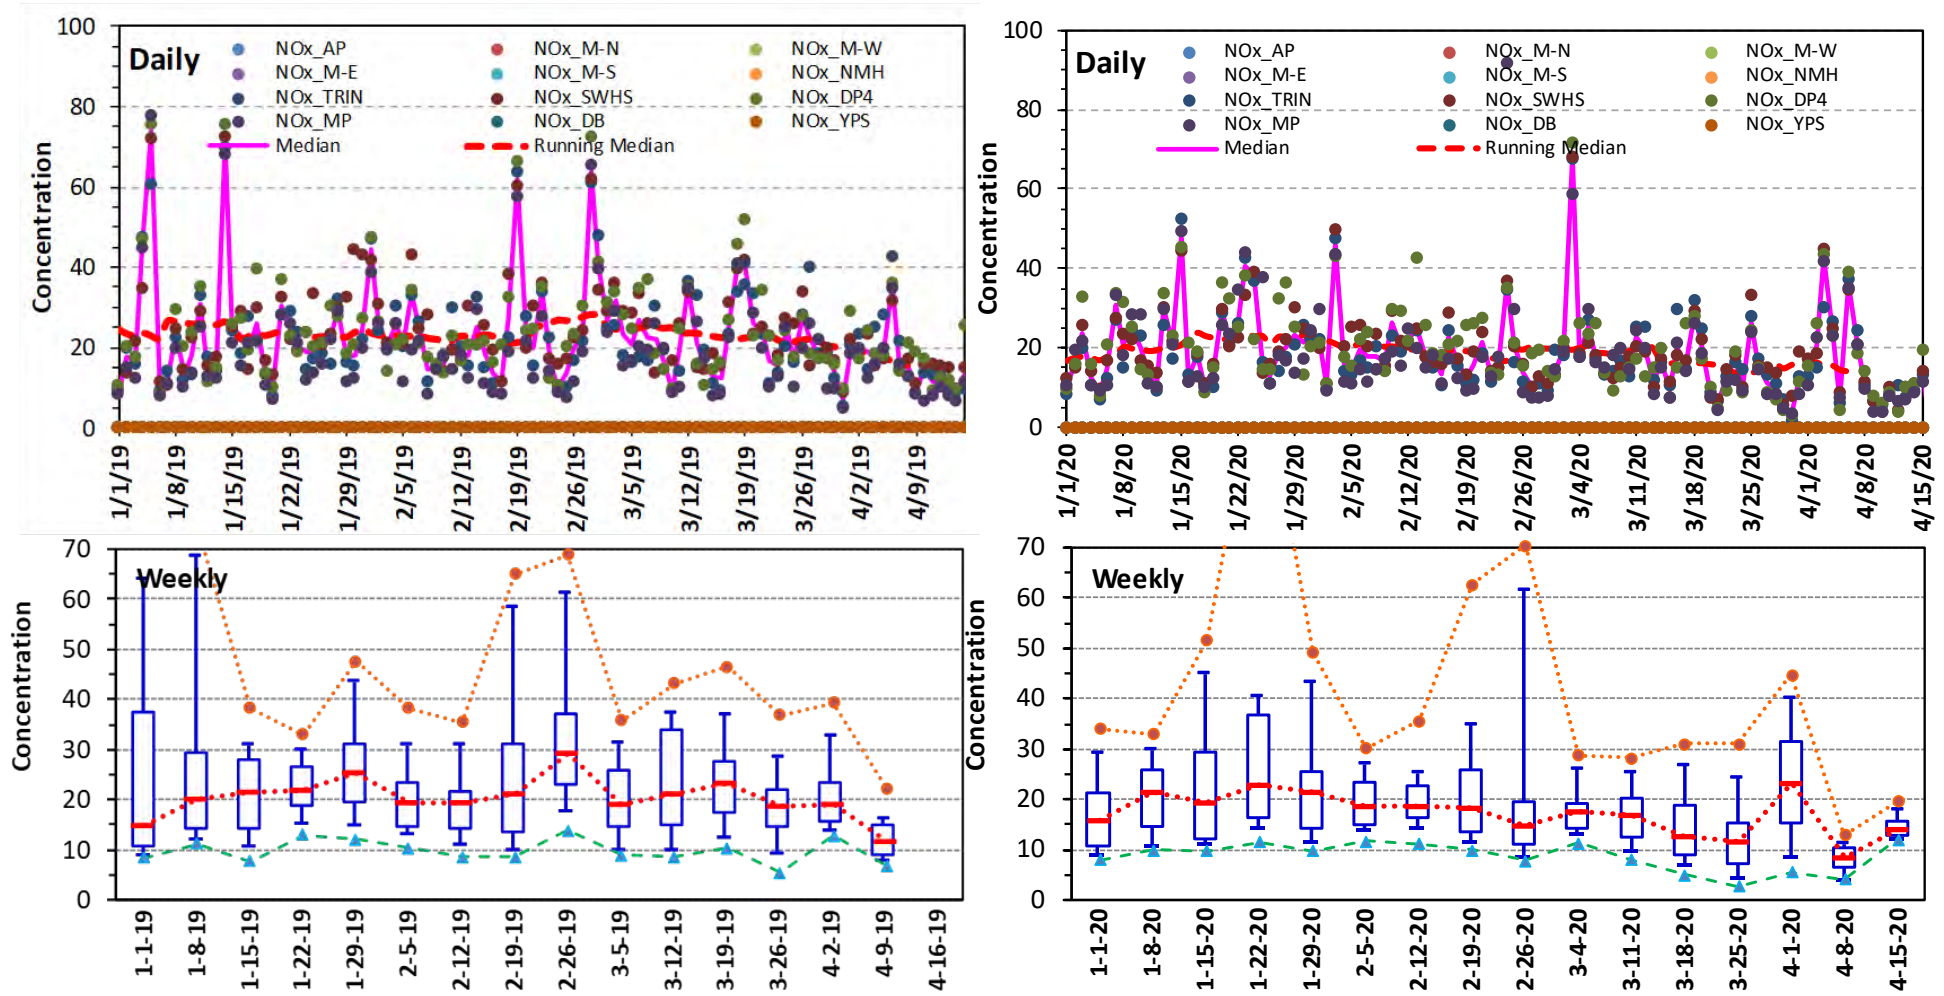 100
80
60
40
20
0
Concentration
Daily
NOx_AP NOx_M-N NOx_M-W
NOx_M-E NOx_M-S NOx_NMH
NOx_TRIN NOx_SWHS NOx_DP4
NOx_MP NOx_DB NOx_YPS
Median Running Median
1/1/19 1/8/19 1/15/19 1/22/19 1/29/19 2/5/19 2/12/19 2/19/19 2/26/19 3/5/19 3/12/19 3/19/19 3/26/19 4/2/19 4/9/19
100
80
60
40
20
0
Concentration
Daily
NOx_AP NOx_M-N NOx_M-W
NOx_M-E NOx_M-S NOx_NMH
NOx_TRIN NOx_SWHS NOx_DP4
NOx_MP NOx_DB NOx_YPS
Median Running Median
1/1/20 1/8/20 1/15/20 1/22/20 1/29/20 2/5/20 2/12/20 2/19/20 2/26/20 3/4/20 3/11/20 3/18/20 3/25/20 4/1/20 4/8/20 4/15/20
70
60
50
40
30
20
10
0
Concentration
Weekly
1-1-19 1-8-19 1-15-19 1-22-19 1-29-19 2-5-19 2-12-19 2-19-19 2-26-19 3-5-19 3-12-19 3-19-19 3-26-19 4-2-19 4-9-19 4-16-19
70
60
50
40
30
20
10
0
Concentration
Weekly
1-1-20 1-8-20 1-15-20 1-22-20 1-29-20 2-5-20 2-12-20 2-19-20 2-26-20 3-4-20 3-11-20 3-18-20 3-25-20 4-1-20 4-8-20 4-15-20